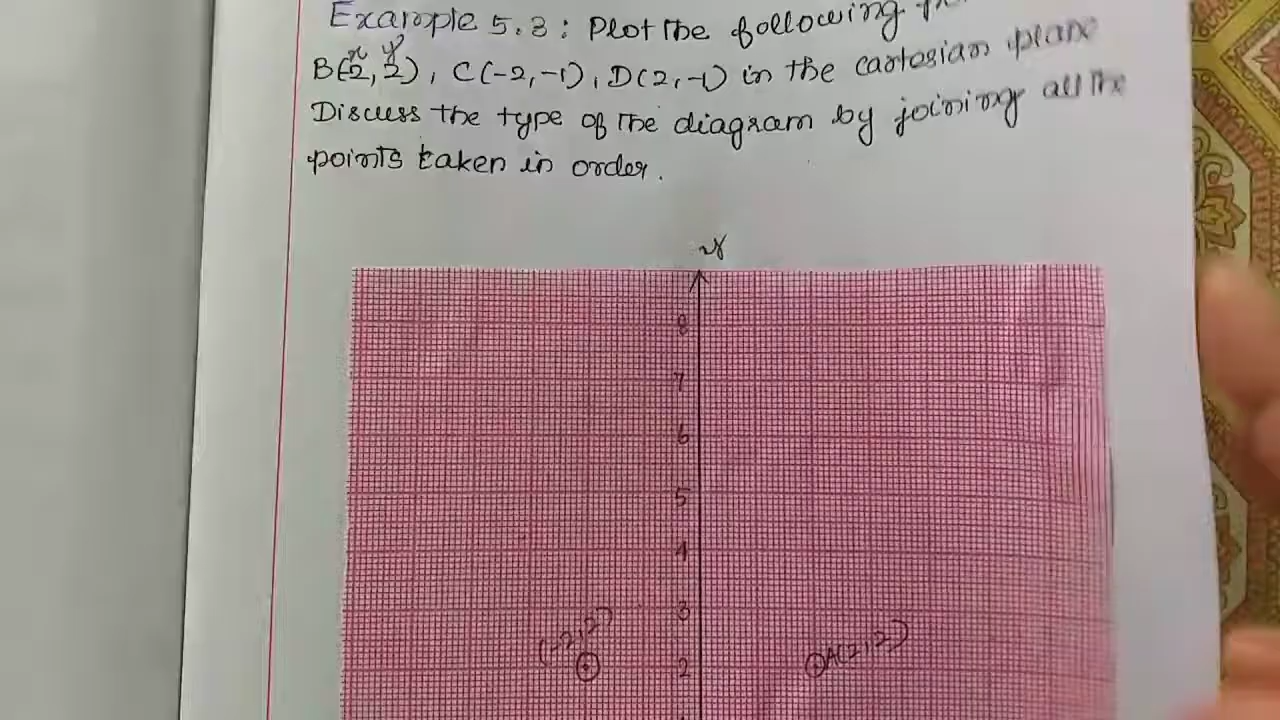 Example 5.3: Plot the following
x y
B(-2,2), C(-2,-1), D(2,-1) in the cartesian plane
Discuss the type of the diagram by joining all the
points taken in order.
y
8
7
6
5
4
3
(-2,2)
A(2,2)
2